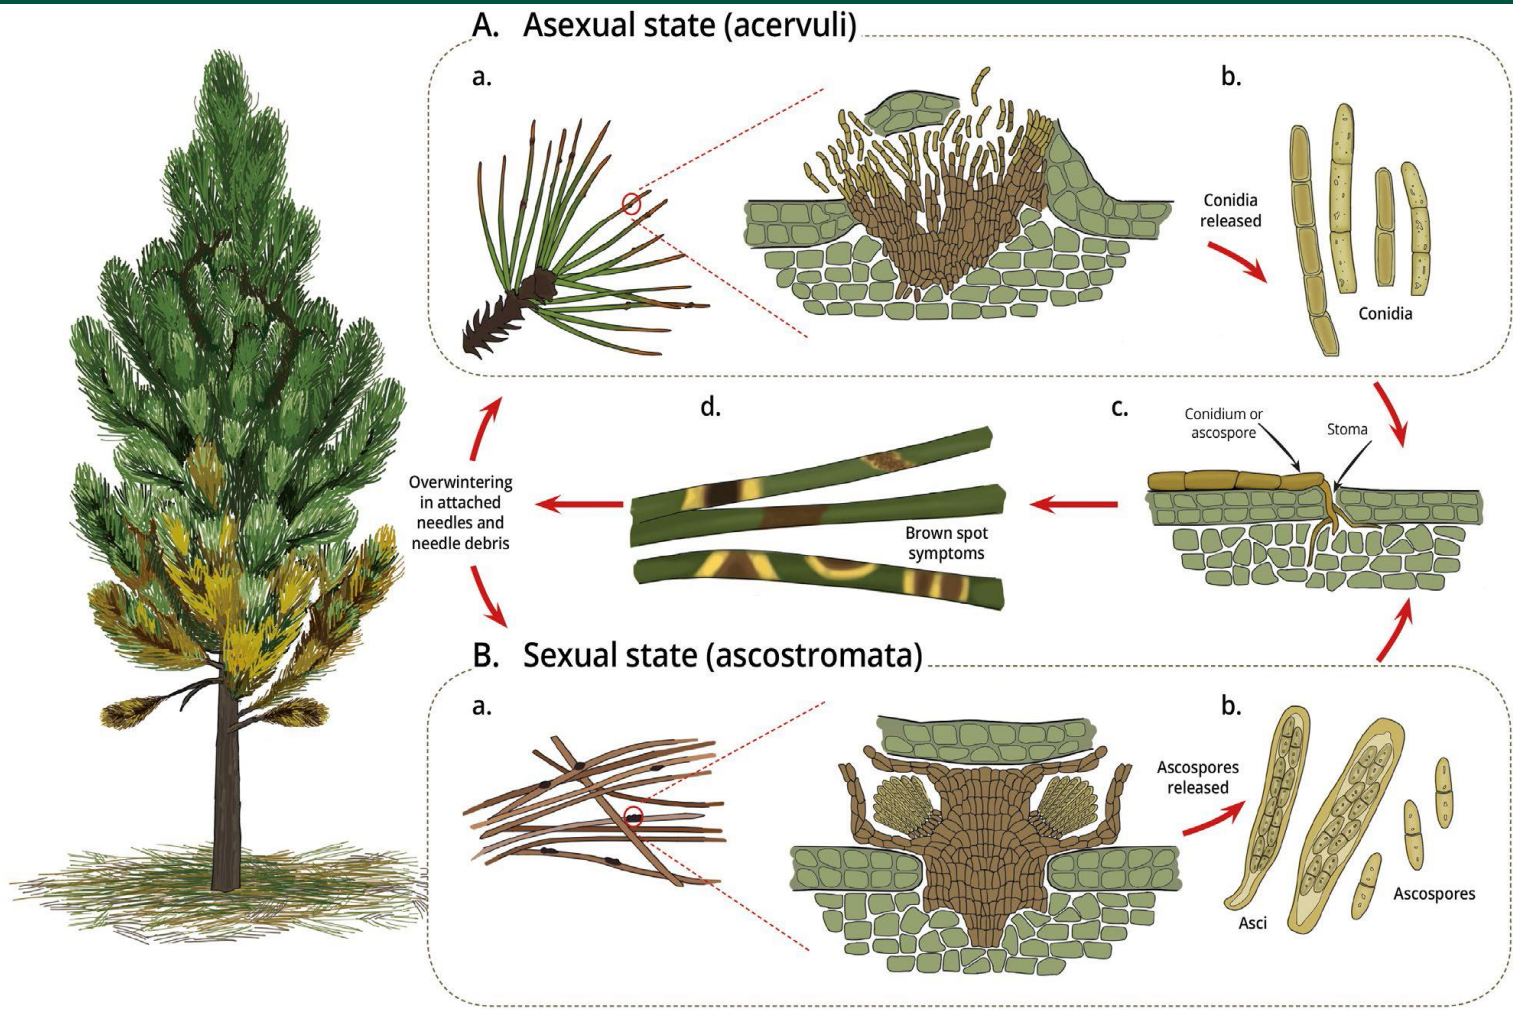 A. Asexual state (acervuli)
a.
b.
Conidia
released
Conidia
d.
c.
Conidium or
ascospore
Stoma
Overwintering
in attached
needles and
needle debris
Brown spot
symptoms
B. Sexual state (ascostromata)
a.
b.
Ascospores
released
Asci
Ascospores